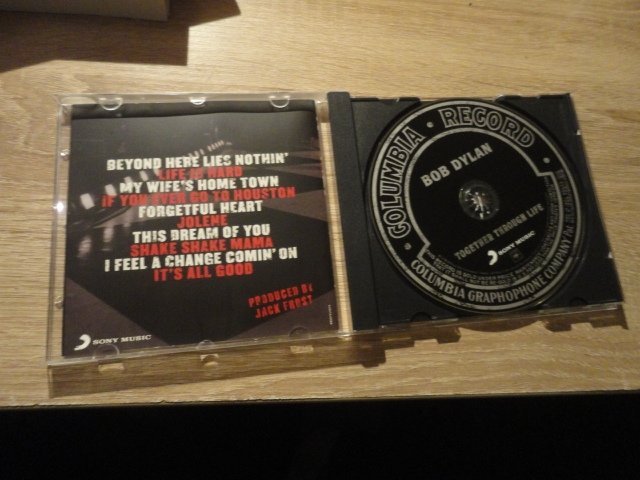 BEYOND HERE LIES NOTHIN'
LIFE IS HARD
MY WIFE'S HOME TOWN
IF YOU EVER GO TO HOUSTON
FORGETFUL HEART
JOLENE
THIS DREAM OF YOU
SHAKE SHAKE MAMA
I FEEL A CHANGE COMIN' ON
IT'S ALL GOOD
PRODUCED BY
JACK FROST
SONY MUSIC
COLUMBIA • RECORD
BOB DYLAN
TOGETHER THROUGH LIFE
SONY MUSIC
COLUMBIA GRAPHOPHONE COMPANY